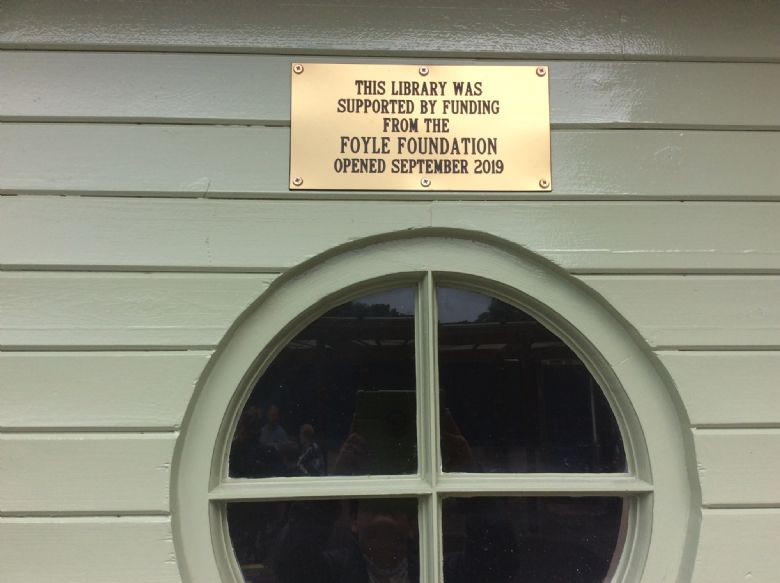 THIS LIBRARY WAS
SUPPORTED BY FUNDING
FROM THE
FOYLE FOUNDATION
OPENED SEPTEMBER 2019